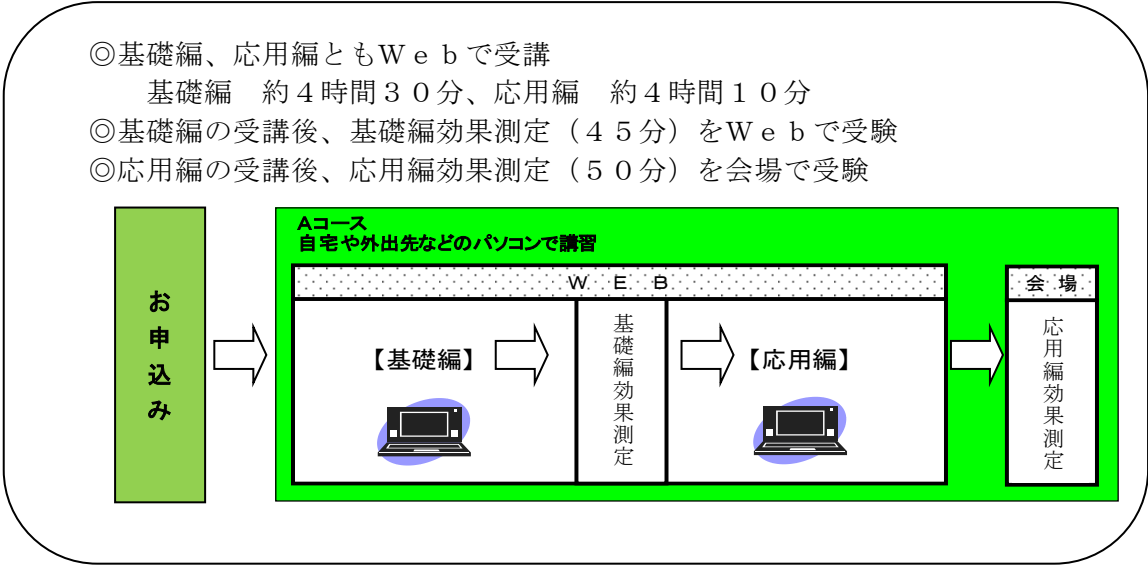 ◎基礎編、応用編ともＷｅｂで受講
基礎編　約４時間３０分、応用編　約４時間１０分
◎基礎編の受講後、基礎編効果測定（４５分）をＷｅｂで受験
◎応用編の受講後、応用編効果測定（５０分）を会場で受験
お申込み
Aコース
自宅や外出先などのパソコンで講習
ＷＥＢ
【基礎編】
基礎編効果測定
【応用編】
会場
応用編効果測定